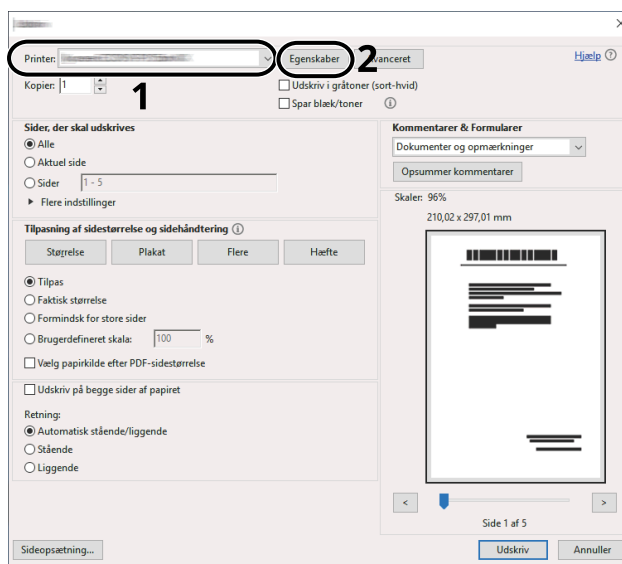 Printer:
Egenskaber
2
vanceret
Hjælp
Kopier: 1
1
Udskriv i gråtoner (sort-hvid)
Spar blæk/toner
Sider, der skal udskrives
Alle
Aktuel side
Sider 1 - 5
Flere indstillinger
Tilpasning af sidestørrelse og sidehåndtering
Størrelse Plakat Flere Hæfte
Tilpas
Faktisk størrelse
Formindsk for store sider
Brugerdefineret skala: 100 %
Vælg papirkilde efter PDF-sidestørrelse
Udskriv på begge sider af papiret
Retning:
Automatisk stående/liggende
Stående
Liggende
Kommentarer & Formularer
Dokumenter og opmærkninger
Opsummer kommentarer
Skaler: 96%
210,02 x 297,01 mm
< >
Side 1 af 5
Sideopsætning...
Udskriv Annuller